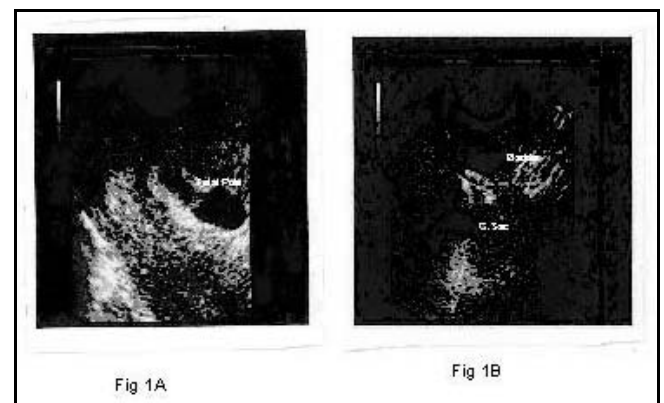 Fetal Pole
Bladder
G. Sac
Fig 1A
Fig 1B